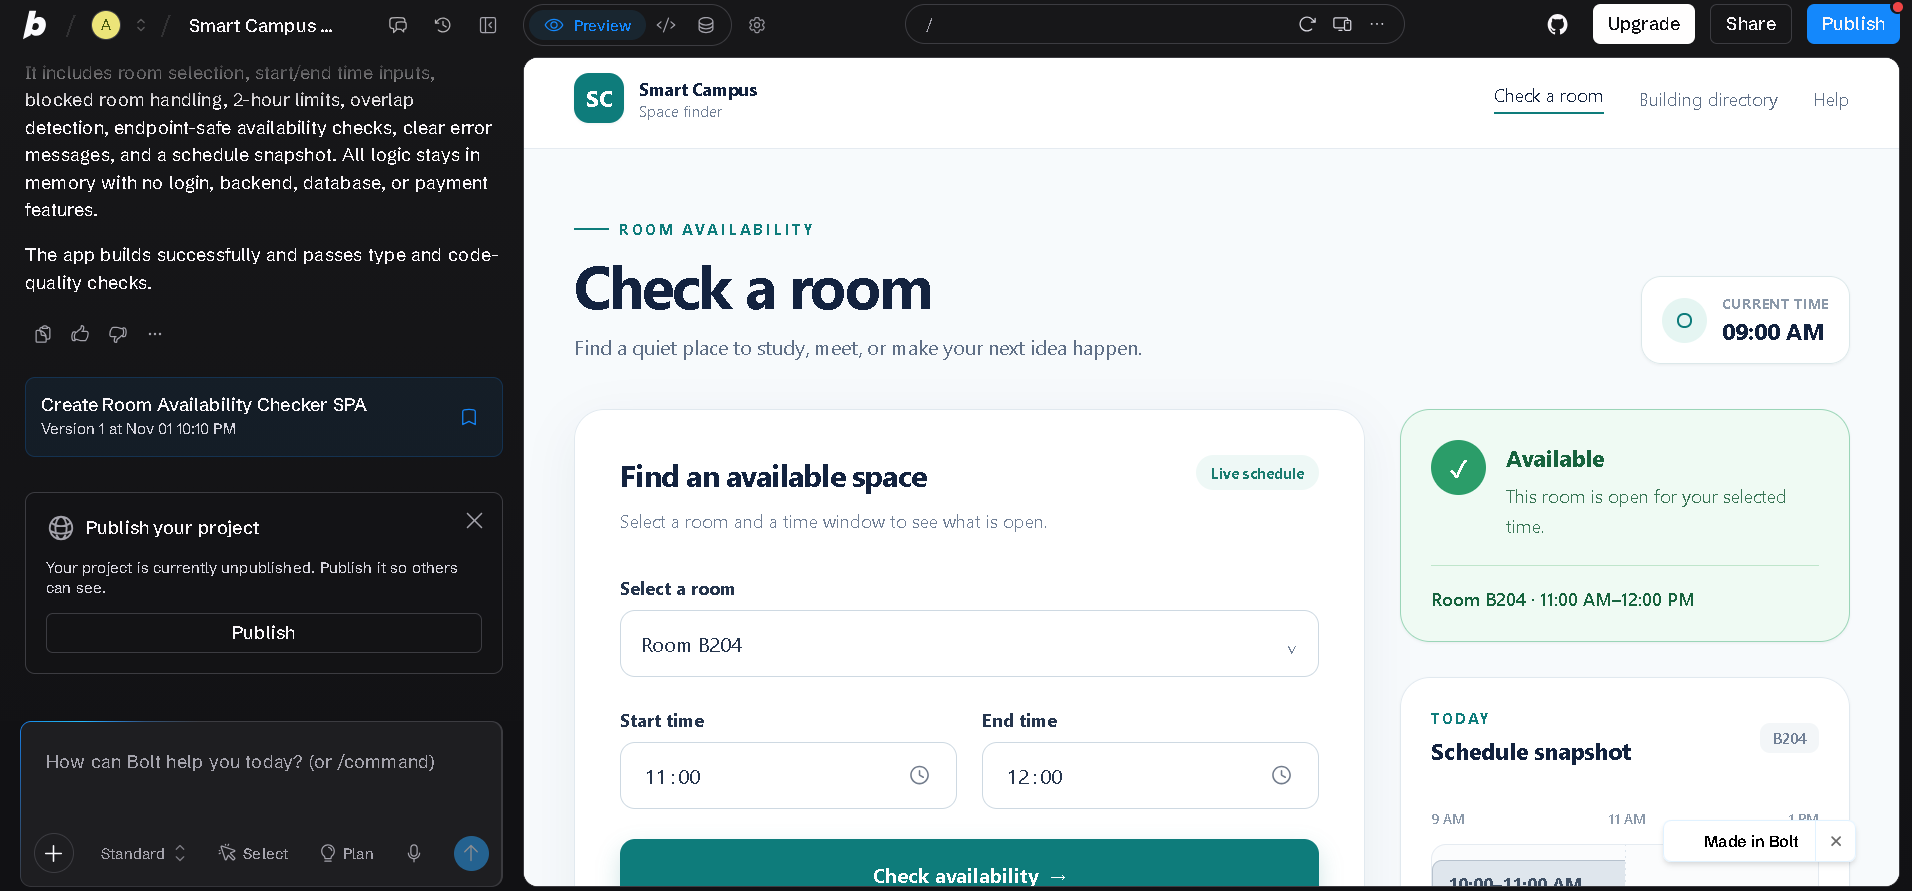 b / A / Smart Campus ...
Preview
/
Upgrade
Share
Publish
It includes room selection, start/end time inputs,
blocked room handling, 2-hour limits, overlap
detection, endpoint-safe availability checks, clear error
messages, and a schedule snapshot. All logic stays in
memory with no login, backend, database, or payment
features.
The app builds successfully and passes type and code-
quality checks.
Create Room Availability Checker SPA
Version 1 at Nov 01 10:10 PM
Publish your project
Your project is currently unpublished. Publish it so others
can see.
Publish
How can Bolt help you today? (or /command)
Standard
Select
Plan
SC
Smart Campus
Space finder
Check a room
Building directory
Help
ROOM AVAILABILITY
Check a room
Find a quiet place to study, meet, or make your next idea happen.
CURRENT TIME
09:00 AM
Find an available space
Live schedule
Select a room and a time window to see what is open.
Select a room
Room B204
Start time
End time
11:00
12:00
Check availability →
Available
This room is open for your selected
time.
Room B204 · 11:00 AM–12:00 PM
TODAY
Schedule snapshot
B204
9 AM
11 AM
1 PM
10:00–11:00 AM
Made in Bolt